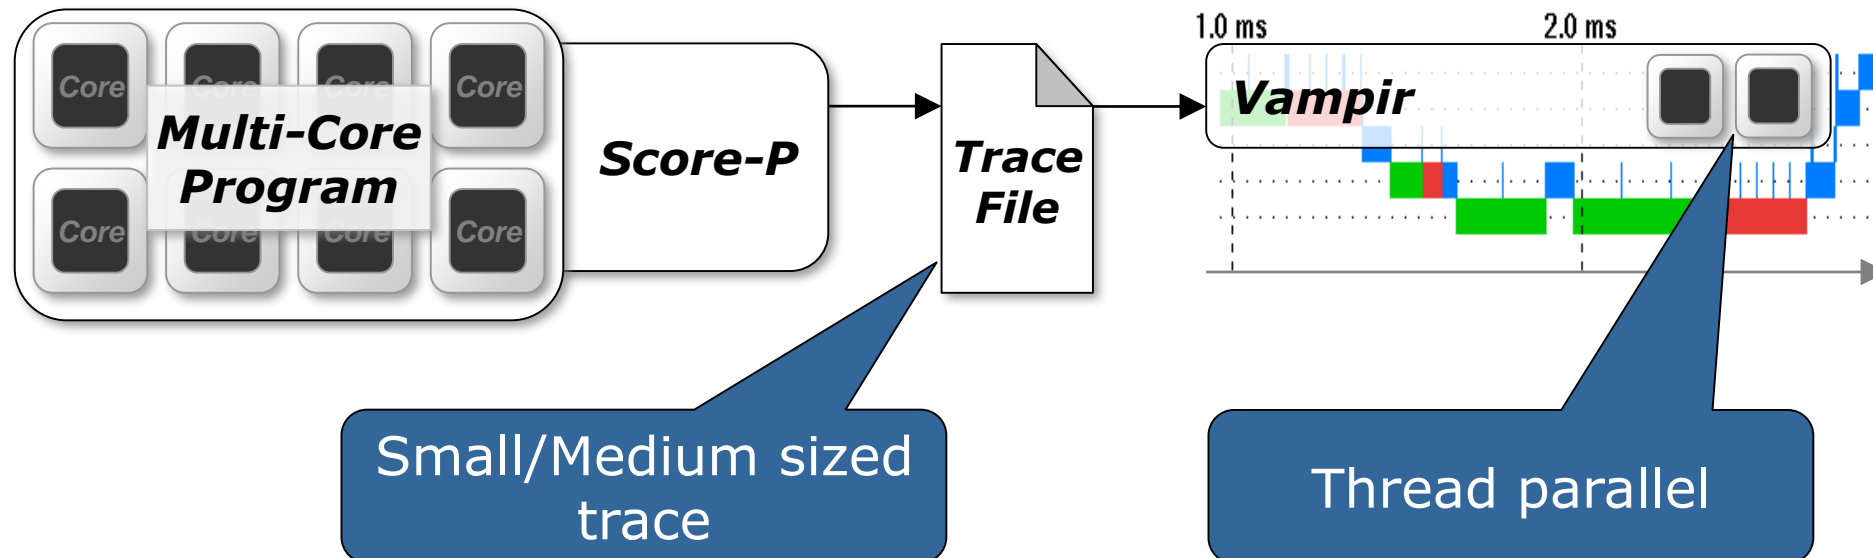 1.0 ms
2.0 ms
Core
Core
Core
Core
Multi-Core
Program
Core
Core
Core
Core
Score-P
Trace
File
Vampir
Small/Medium sized
trace
Thread parallel